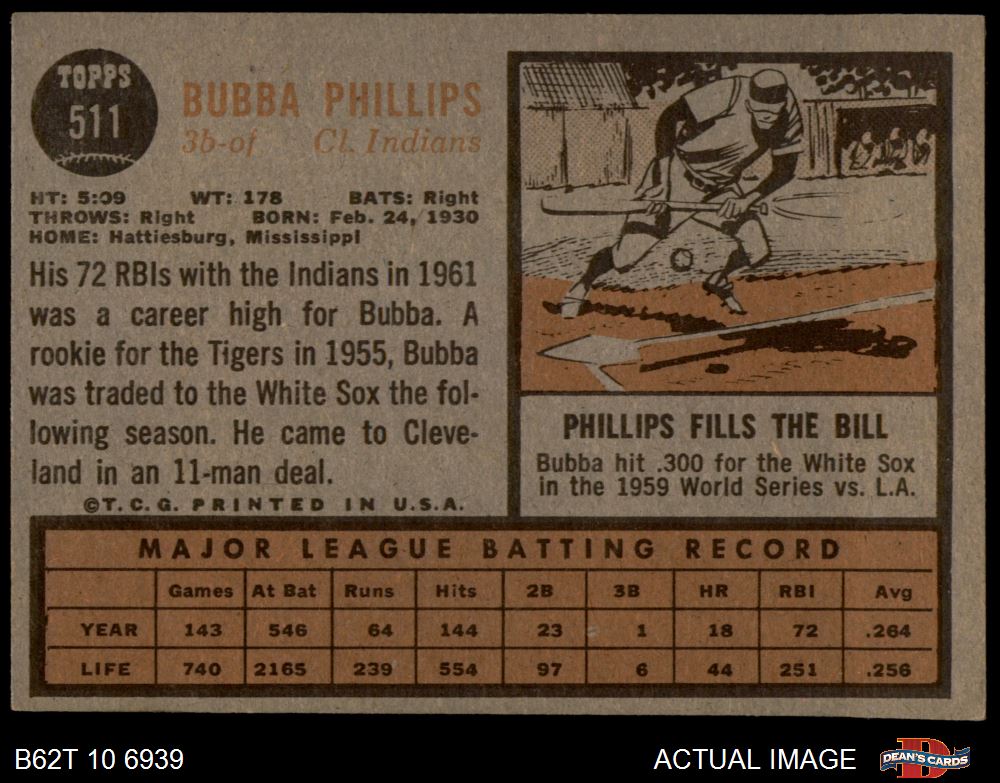 TOPPS
511
BUBBA PHILLIPS
3b-of Cl. Indians
HT: 5:09 WT: 178 BATS: Right
THROWS: Right BORN: Feb. 24, 1930
HOME: Hattiesburg, Mississippi
His 72 RBIs with the Indians in 1961
was a career high for Bubba. A
rookie for the Tigers in 1955, Bubba
was traded to the White Sox the fol-
lowing season. He came to Cleve-
land in an 11-man deal.
©T.C.G. PRINTED IN U.S.A.
PHILLIPS FILLS THE BILL
Bubba hit .300 for the White Sox
in the 1959 World Series vs. L.A.
MAJOR LEAGUE BATTING RECORD
Games At Bat Runs Hits 2B 3B HR RBI Avg
YEAR 143 546 64 144 23 1 18 72 .264
LIFE 740 2165 239 554 97 6 44 251 .256
B62T 10 6939 ACTUAL IMAGE DEAN'S CARDS